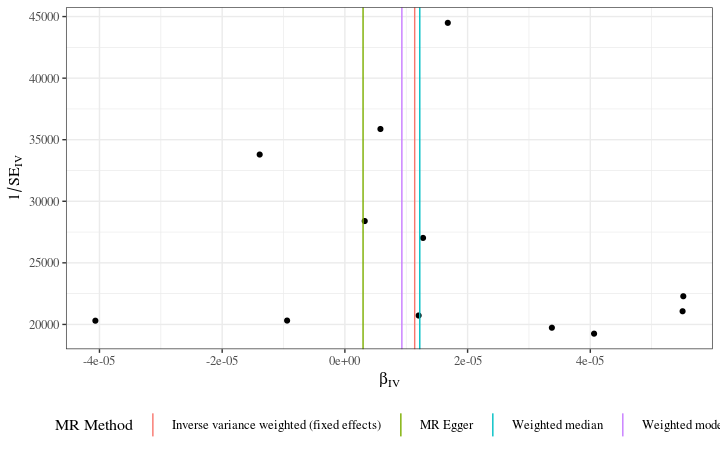 45000
40000
35000
30000
25000
20000
1/SE_IV
-4e-05 -2e-05 0e+00 2e-05 4e-05
β_IV
MR Method Inverse variance weighted (fixed effects) MR Egger Weighted median Weighted mode